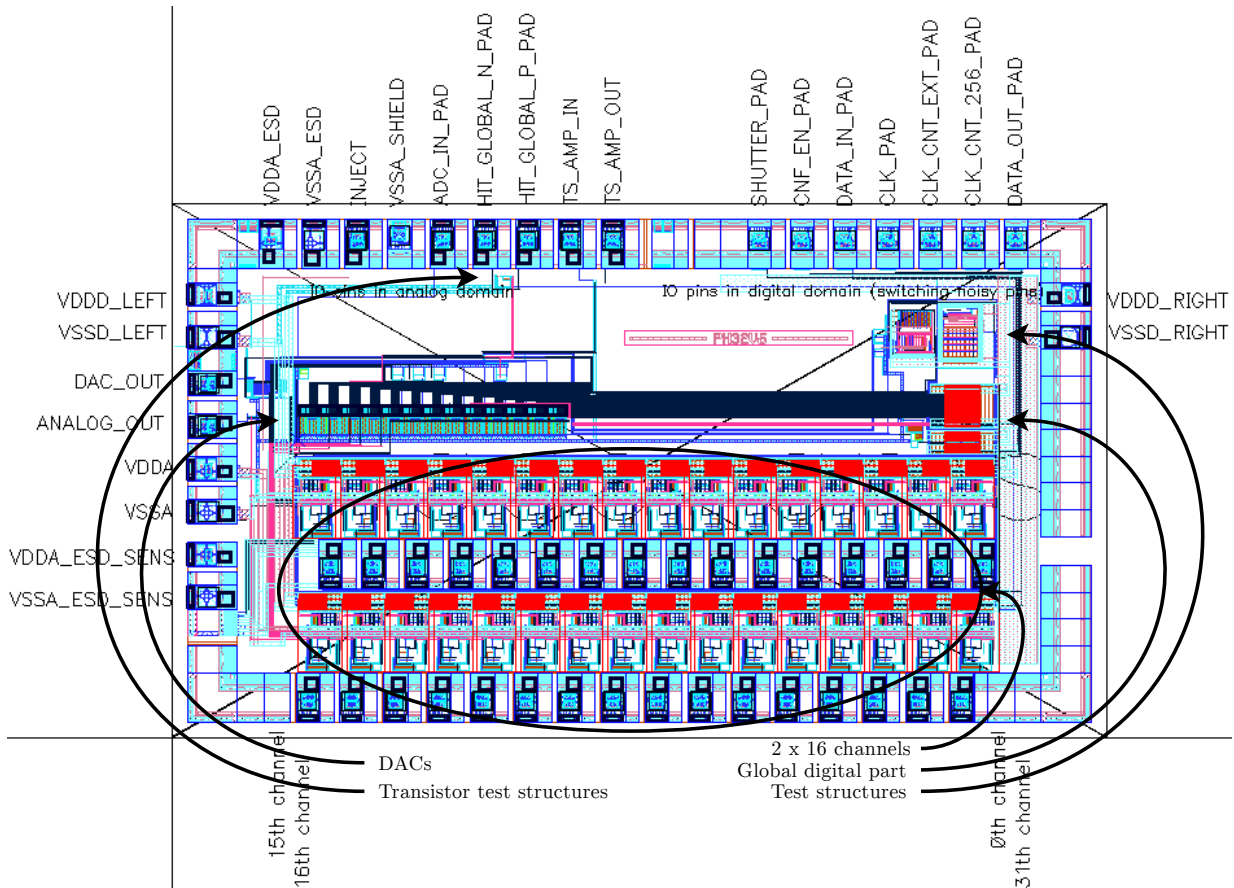 VDDA_ESD
VSSA_ESD
INJECT
VSSA_SHIELD
ADC_IN_PAD
HIT_GLOBAL_N_PAD
HIT_GLOBAL_P_PAD
TS_AMP_IN
TS_AMP_OUT
SHUTTER_PAD
CNF_EN_PAD
DATA_IN_PAD
CLK_PAD
CLK_CNT_EXT_PAD
CLK_CNT_256_PAD
DATA_OUT_PAD
IO pins in analog domain
IO pins in digital domain (switching noisy pins)
VDDD_LEFT
VSSD_LEFT
DAC_OUT
ANALOG_OUT
VDDA
VSSA
VDDA_ESD_SENS
VSSA_ESD_SENS
VDDD_RIGHT
VSSD_RIGHT
15th channel
16th channel
DACs
Transistor test structures
2 x 16 channels
Global digital part
Test structures
0th channel
31th channel